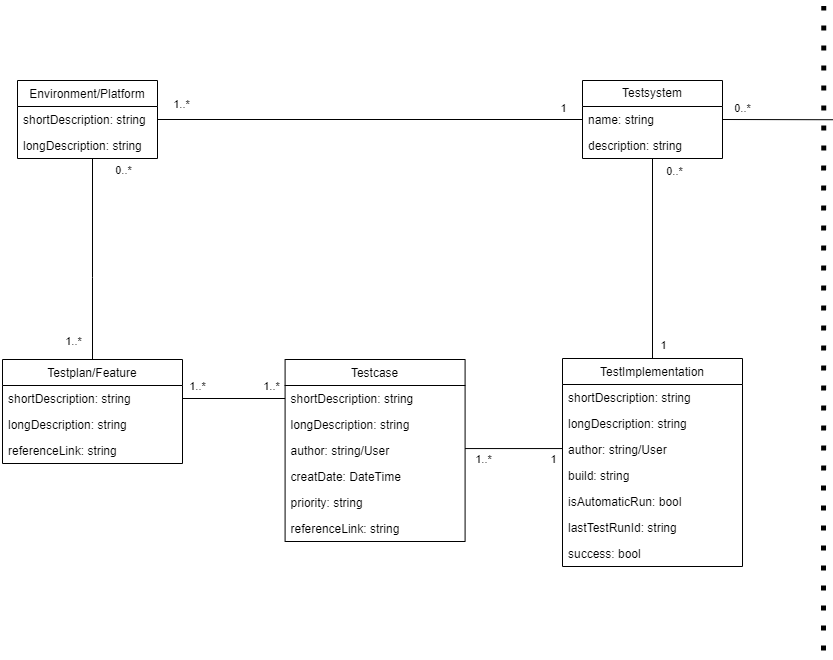 Environment/Platform
shortDescription: string
longDescription: string
1..*
1
Testsystem
name: string
description: string
0..*
0..*
0..*
1..*
1
Testplan/Feature
shortDescription: string
longDescription: string
referenceLink: string
1..*
1..*
Testcase
shortDescription: string
longDescription: string
author: string/User
creatDate: DateTime
priority: string
referenceLink: string
1..*
1
TestImplementation
shortDescription: string
longDescription: string
author: string/User
build: string
isAutomaticRun: bool
lastTestRunId: string
success: bool